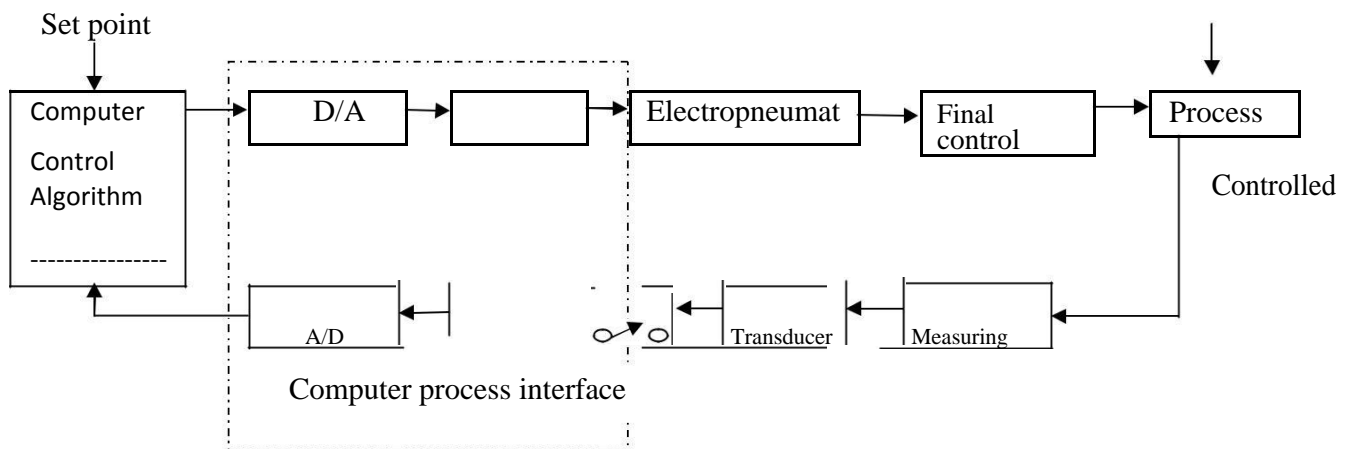 Set point
Computer
Control
Algorithm
-----------------
D/A
Electropneumat
Final
control
Process
Controlled
A/D
Transducer
Measuring
Computer process interface